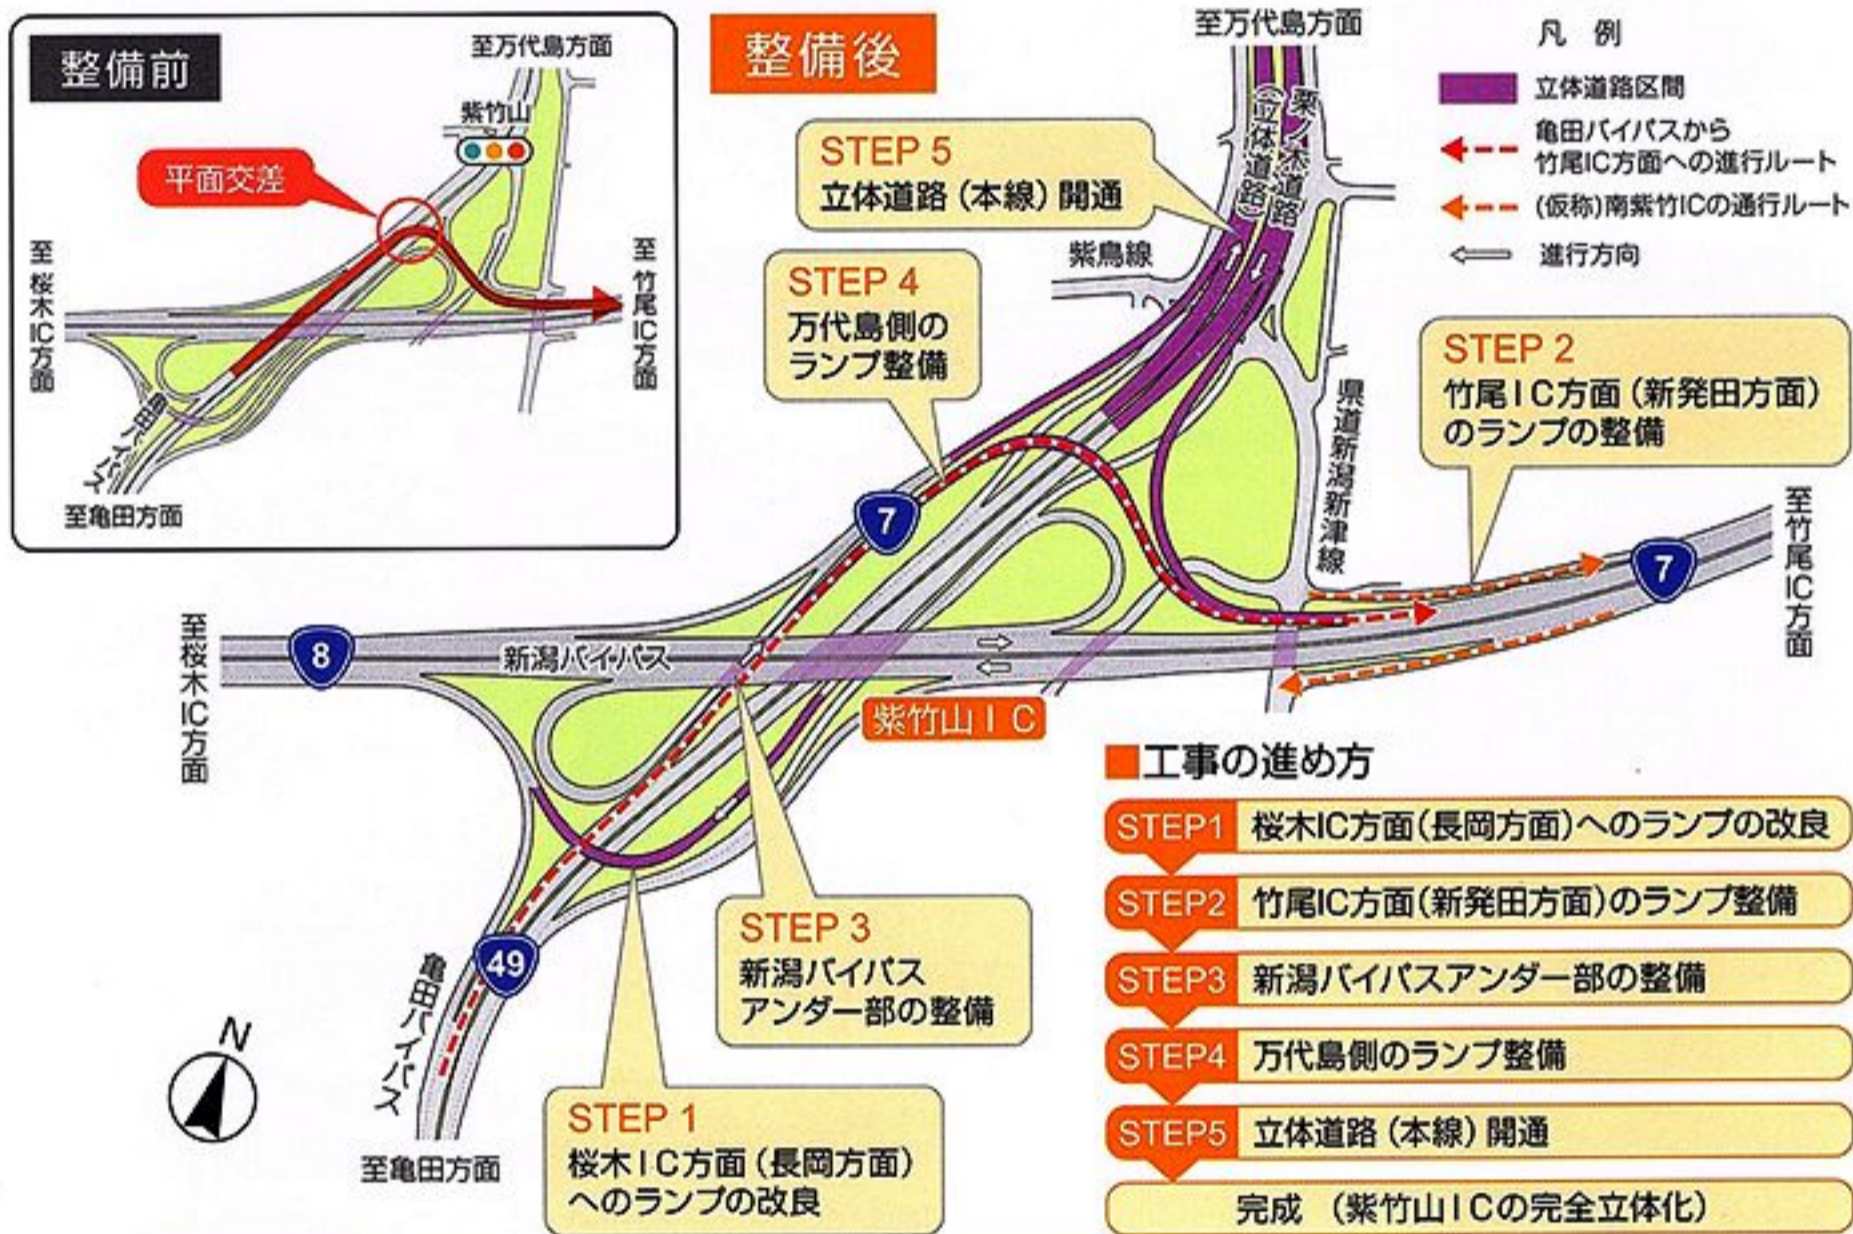 整備前
至万代島方面
紫竹山
平面交差
至桜木IC方面
至竹尾IC方面
亀田バイパス
至亀田方面
整備後
至万代島方面
栗ノ木道路
(立体道路)
凡 例
立体道路区間
亀田バイパスから
竹尾IC方面への進行ルート
(仮称)南紫竹ICの通行ルート
進行方向
STEP 5
立体道路(本線)開通
紫鳥線
STEP 4
万代島側の
ランプ整備
STEP 2
竹尾IC方面(新発田方面)
のランプの整備
県道新潟新津線
7
7
至竹尾IC方面
至桜木IC方面
8
新潟バイパス
紫竹山IC
STEP 3
新潟バイパス
アンダー部の整備
49
亀田バイパス
N
至亀田方面
STEP 1
桜木IC方面(長岡方面)
へのランプの改良
■工事の進め方
STEP1 桜木IC方面(長岡方面)へのランプの改良
STEP2 竹尾IC方面(新発田方面)のランプ整備
STEP3 新潟バイパスアンダー部の整備
STEP4 万代島側のランプ整備
STEP5 立体道路(本線)開通
完成 (紫竹山ICの完全立体化)